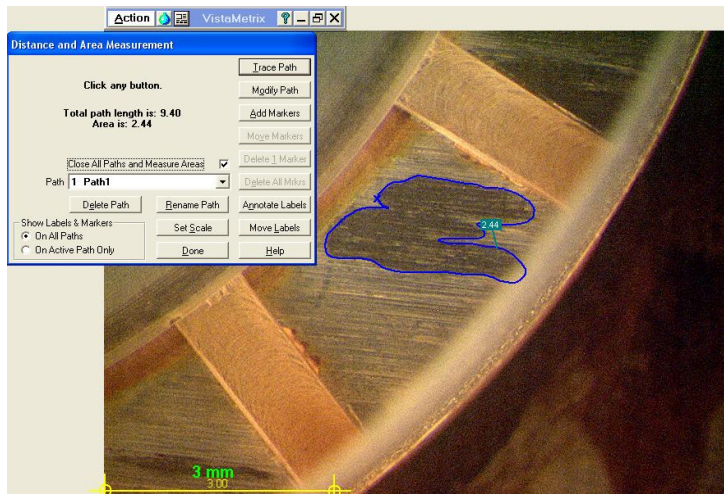 Action VistaMetrix ?
Distance and Area Measurement
Click any button.
Total path length is: 9.40
Area is: 2.44
Close All Paths and Measure Areas
Path 1 Path1
Delete Path Rename Path
Show Labels & Markers
On All Paths
On Active Path Only
Set Scale
Done
Trace Path
Modify Path
Add Markers
Move Markers
Delete 1 Marker
Delete All Mrkrs
Annotate Labels
Move Labels
Help
2.44
3 mm
3.00